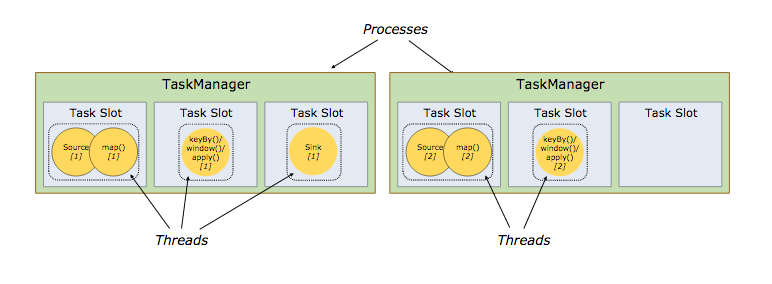 Processes
TaskManager
Task Slot
Source
[1]
map()
[1]
Task Slot
keyBy()/
window()/
apply()
[1]
Task Slot
Sink
[1]
Threads
TaskManager
Task Slot
Source
[2]
map()
[2]
Task Slot
keyBy()/
window()/
apply()
[2]
Task Slot
Threads